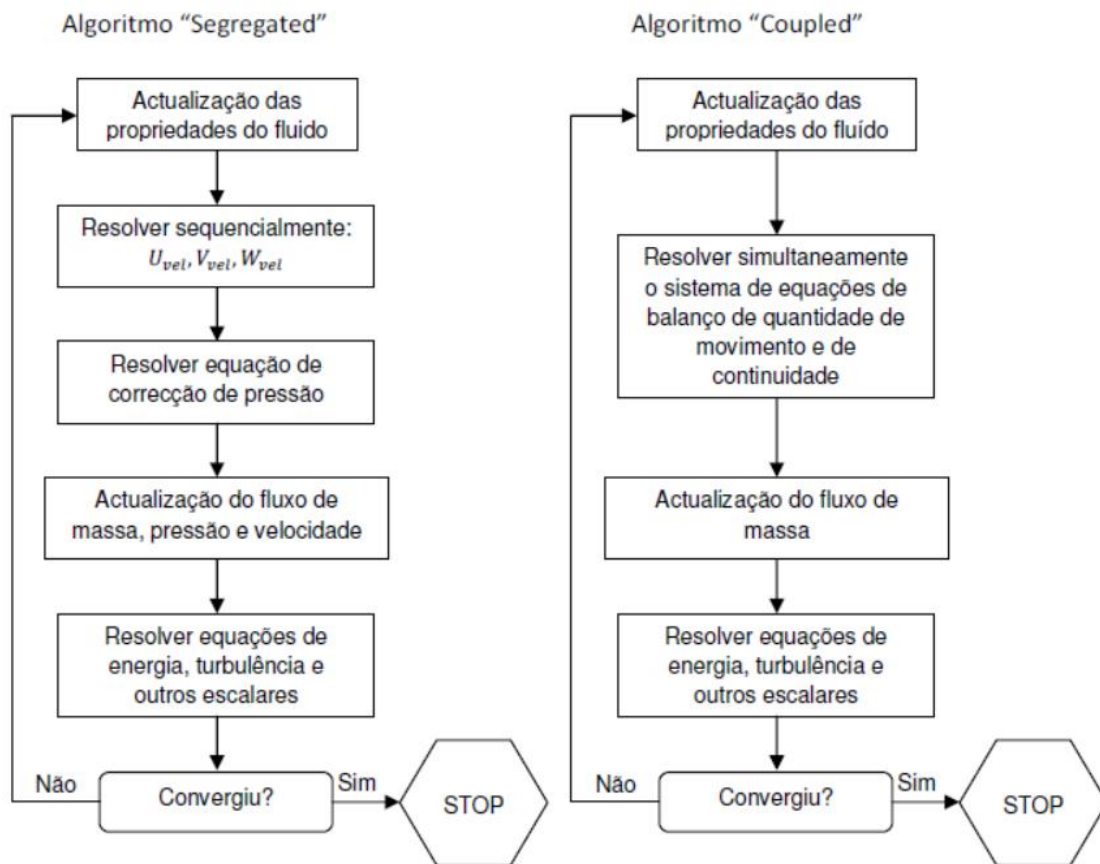 Algoritmo “Segregated”
Actualização das
propriedades do fluido
Resolver sequencialmente:
U_vel, V_vel, W_vel
Resolver equação de
correcção de pressão
Actualização do fluxo de
massa, pressão e velocidade
Resolver equações de
energia, turbulência e
outros escalares
Não
Convergiu?
Sim
STOP
Algoritmo “Coupled”
Actualização das
propriedades do fluído
Resolver simultaneamente
o sistema de equações de
balanço de quantidade de
movimento e de
continuidade
Actualização do fluxo de
massa
Resolver equações de
energia, turbulência e
outros escalares
Não
Convergiu?
Sim
STOP